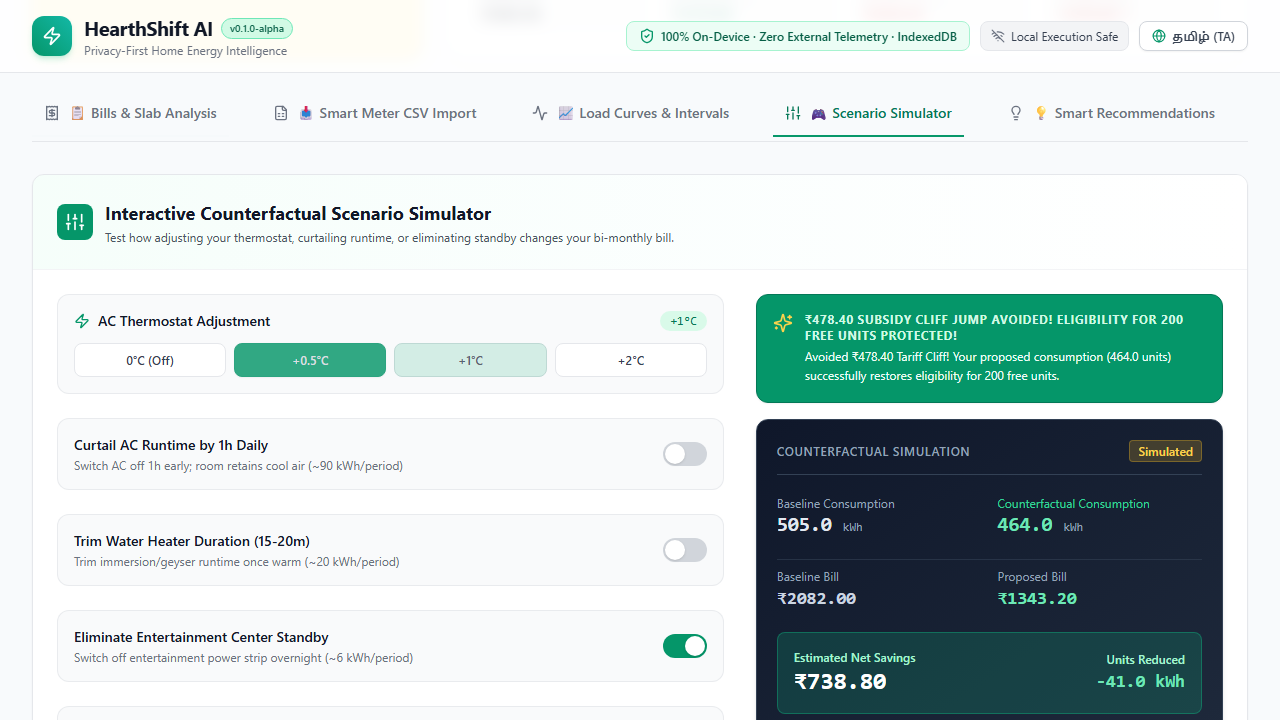 HearthShift AI
v0.1.0-alpha
Privacy-First Home Energy Intelligence
100% On-Device · Zero External Telemetry · IndexedDB
Local Execution Safe
தமிழ் (TA)
Bills & Slab Analysis
Smart Meter CSV Import
Load Curves & Intervals
Scenario Simulator
Smart Recommendations
Interactive Counterfactual Scenario Simulator
Test how adjusting your thermostat, curtailing runtime, or eliminating standby changes your bi-monthly bill.
AC Thermostat Adjustment
+1°C
0°C (Off)
+0.5°C
+1°C
+2°C
Curtail AC Runtime by 1h Daily
Switch AC off 1h early; room retains cool air (~90 kWh/period)
Trim Water Heater Duration (15-20m)
Trim immersion/geyser runtime once warm (~20 kWh/period)
Eliminate Entertainment Center Standby
Switch off entertainment power strip overnight (~6 kWh/period)
₹478.40 SUBSIDY CLIFF JUMP AVOIDED! ELIGIBILITY FOR 200
FREE UNITS PROTECTED!
Avoided ₹478.40 Tariff Cliff! Your proposed consumption (464.0 units)
successfully restores eligibility for 200 free units.
COUNTERFACTUAL SIMULATION
Simulated
Baseline Consumption
505.0 kWh
Counterfactual Consumption
464.0 kWh
Baseline Bill
₹2082.00
Proposed Bill
₹1343.20
Estimated Net Savings
₹738.80
Units Reduced
-41.0 kWh